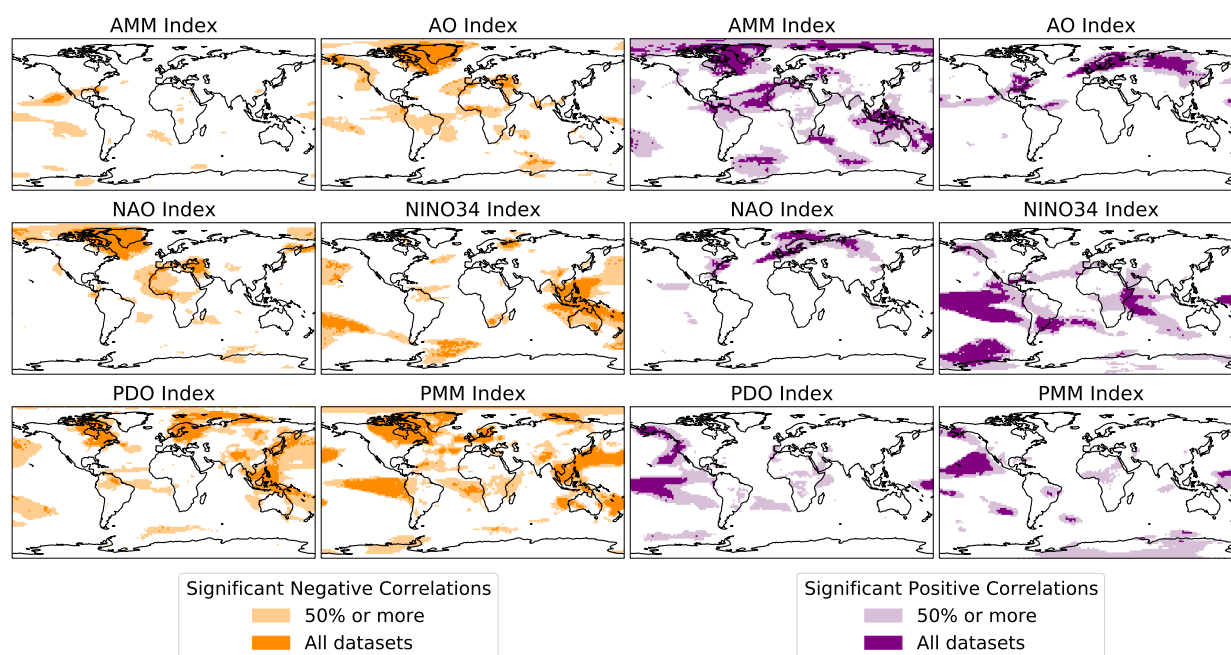 AMM Index
AO Index
AMM Index
AO Index
NAO Index
NINO34 Index
NAO Index
NINO34 Index
PDO Index
PMM Index
PDO Index
PMM Index
Significant Negative Correlations
50% or more
All datasets
Significant Positive Correlations
50% or more
All datasets